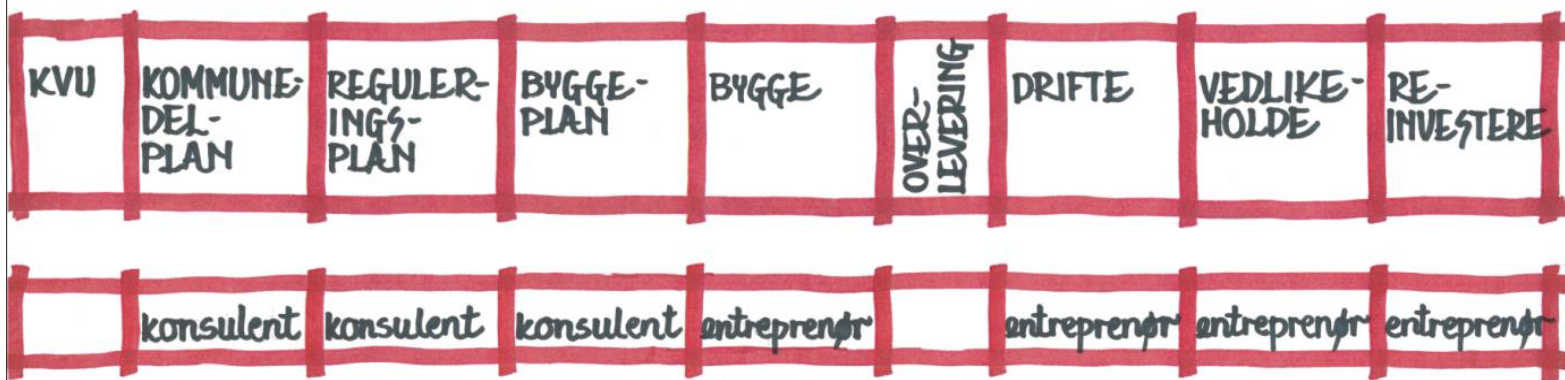 KVU
KOMMUNE-
DEL-
PLAN
REGULER-
INGS-
PLAN
BYGGE-
PLAN
BYGGE
OVER-
LEVERING
DRIFTE
VEDLIKE-
HOLDE
RE-
INVESTERE
konsulent
konsulent
konsulent
entreprenør
entreprenør
entreprenør
entreprenør